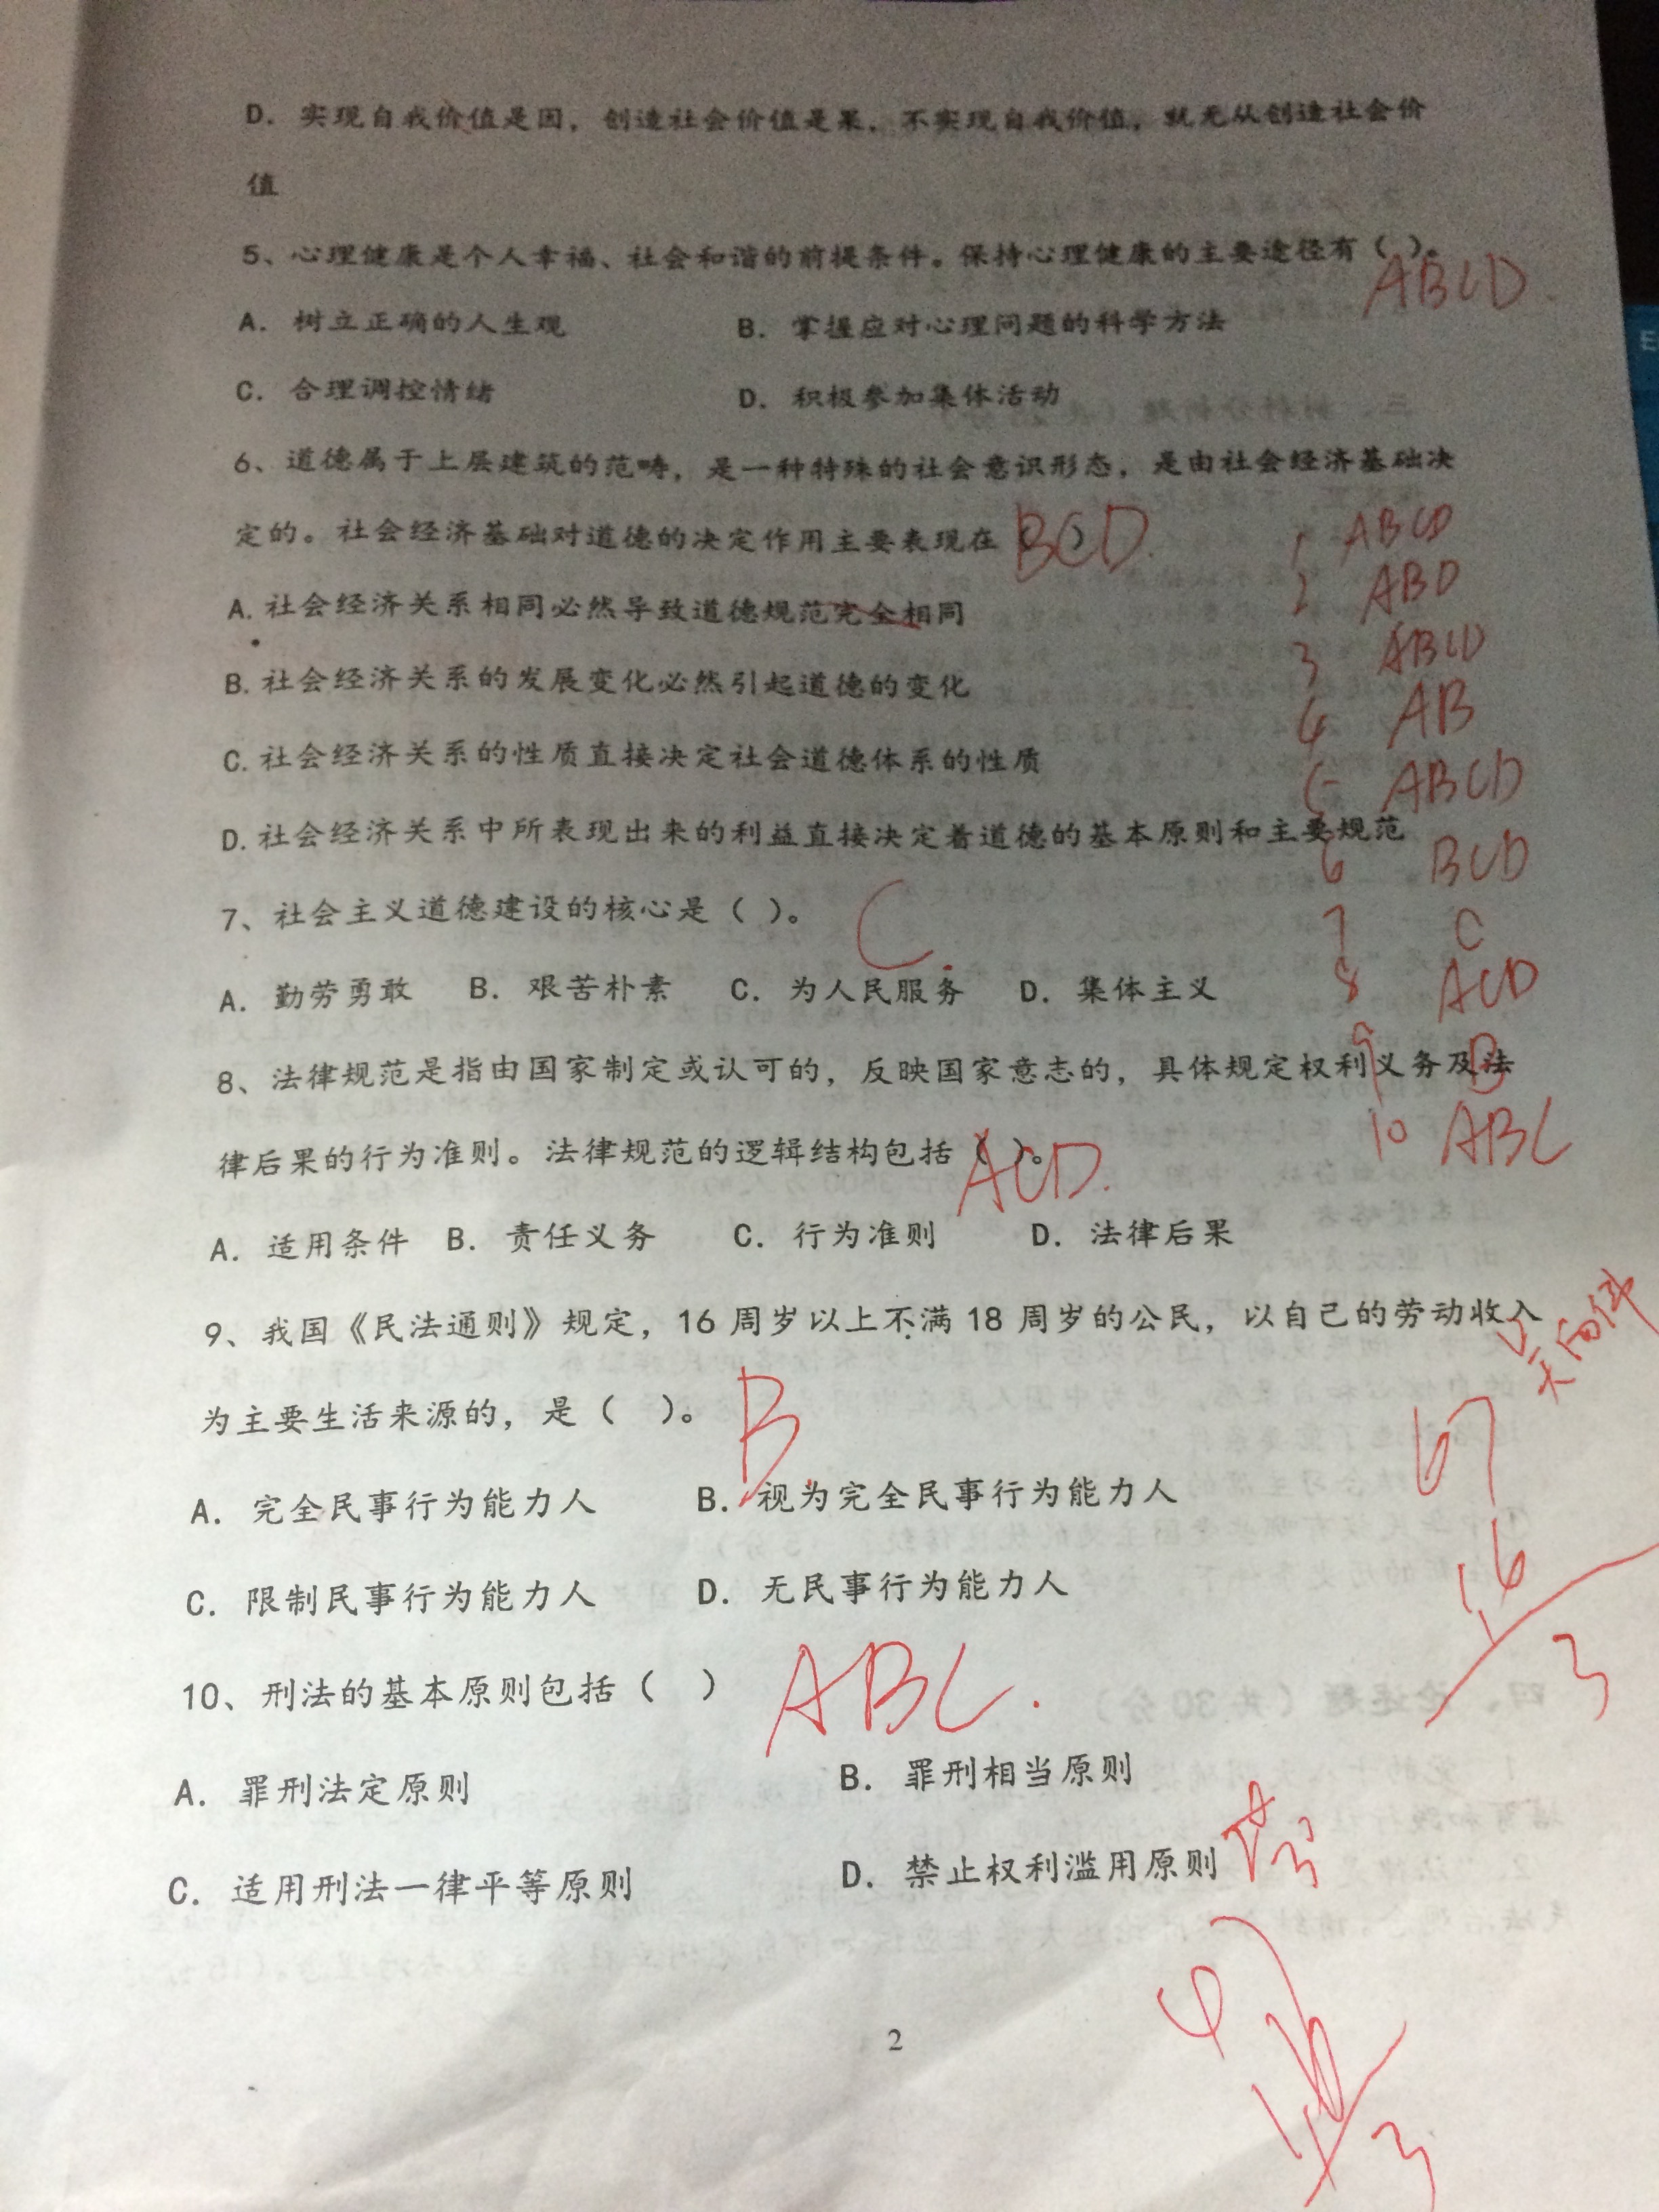 D. 实现自我价值是因，创造社会价值是果，不实现自我价值，就无从创造社会价
值
5、心理健康是个人幸福、社会和谐的前提条件。保持心理健康的主要途径有（ ）。
ABCD.
A. 树立正确的人生观 B. 掌握应对心理问题的科学方法
C. 合理调控情绪 D. 积极参加集体活动
6、道德属于上层建筑的范畴，是一种特殊的社会意识形态，是由社会经济基础决
定的。社会经济基础对道德的决定作用主要表现在（ ）
BCD.
A. 社会经济关系相同必然导致道德规范完全相同
B. 社会经济关系的发展变化必然引起道德的变化
C. 社会经济关系的性质直接决定社会道德体系的性质
D. 社会经济关系中所表现出来的利益直接决定着道德的基本原则和主要规范
7、社会主义道德建设的核心是（ ）。
C.
A. 勤劳勇敢 B. 艰苦朴素 C. 为人民服务 D. 集体主义
8、法律规范是指由国家制定或认可的，反映国家意志的，具体规定权利义务及法
律后果的行为准则。法律规范的逻辑结构包括（ ）。
ACD.
A. 适用条件 B. 责任义务 C. 行为准则 D. 法律后果
9、我国《民法通则》规定，16 周岁以上不满 18 周岁的公民，以自己的劳动收入
为主要生活来源的，是（ ）。
B
A. 完全民事行为能力人 B. 视为完全民事行为能力人
C. 限制民事行为能力人 D. 无民事行为能力人
10、刑法的基本原则包括（ ）
ABC.
A. 罪刑法定原则 B. 罪刑相当原则
C. 适用刑法一律平等原则 D. 禁止权利滥用原则
1 ABCD
2 ABD
3 ABCD
4 AB
5 ABCD
6 BCD
7 C
8 ACD
9 B
10 ABC
67
16
3
2